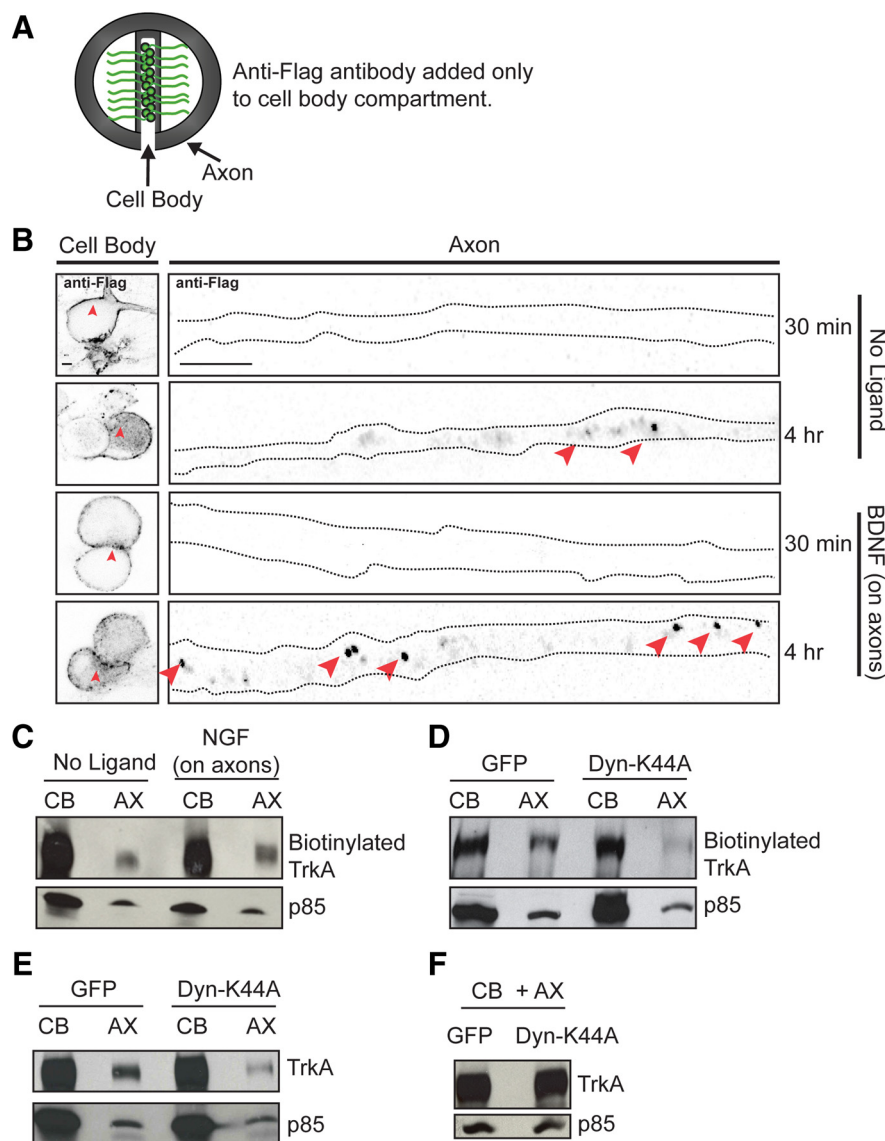 A
Anti-Flag antibody added only
to cell body compartment.
Axon
Cell Body
B
Cell Body
Axon
anti-Flag
anti-Flag
30 min
No Ligand
4 hr
30 min
BDNF (on axons)
4 hr
C
No Ligand
NGF
(on axons)
CB
AX
CB
AX
Biotinylated
TrkA
p85
D
GFP
Dyn-K44A
CB
AX
CB
AX
Biotinylated
TrkA
p85
E
GFP
Dyn-K44A
CB
AX
CB
AX
TrkA
p85
F
CB + AX
GFP
Dyn-K44A
TrkA
p85